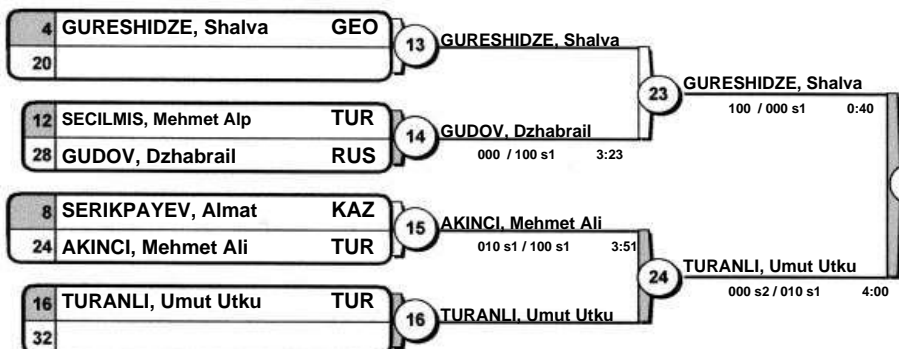 4 GURESHIDZE, Shalva GEO
20
13 GURESHIDZE, Shalva
12 SECILMIS, Mehmet Alp TUR
28 GUDOV, Dzhabrail RUS
14 GUDOV, Dzhabrail
000 / 100 s1 3:23
23 GURESHIDZE, Shalva
100 / 000 s1 0:40
8 SERIKPAYEV, Almat KAZ
24 AKINCI, Mehmet Ali TUR
15 AKINCI, Mehmet Ali
010 s1 / 100 s1 3:51
16 TURANLI, Umut Utku TUR
32
16 TURANLI, Umut Utku
24 TURANLI, Umut Utku
000 s2 / 010 s1 4:00